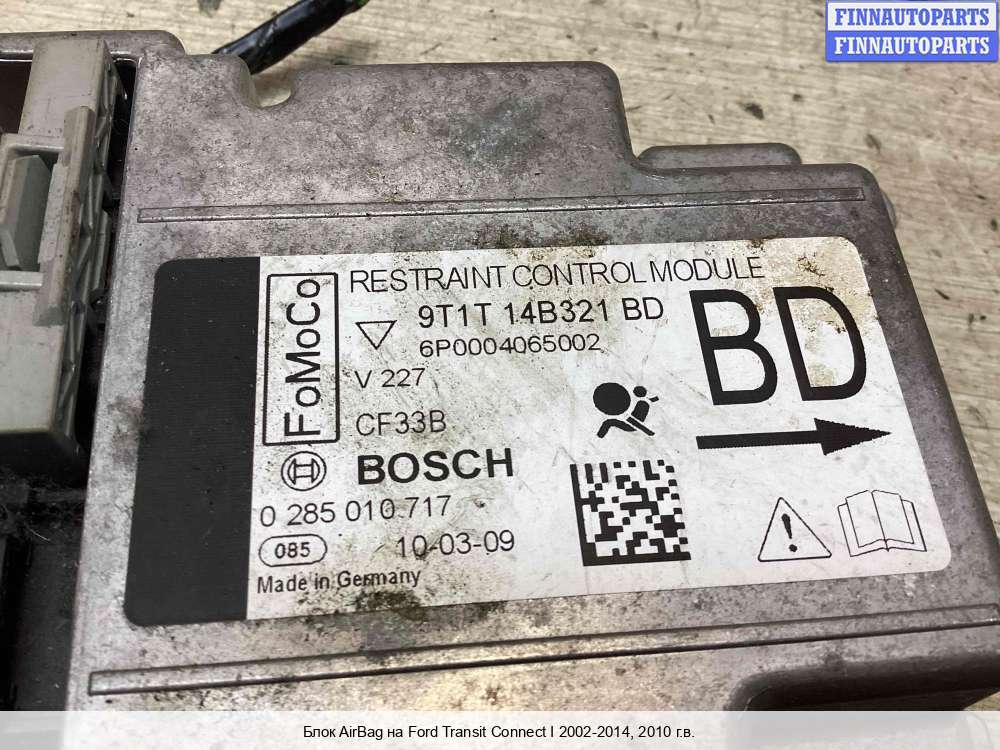 FINNAUTOPARTS
FINNAUTOPARTS
FoMoCo
RESTRAINT CONTROL MODULE
9T1T 14B321 BD
6P0004065002
BD
V 227
CF33B
BOSCH
0 285 010 717
085 10-03-09
Made in Germany
Блок AirBag на Ford Transit Connect I 2002-2014, 2010 г.в.